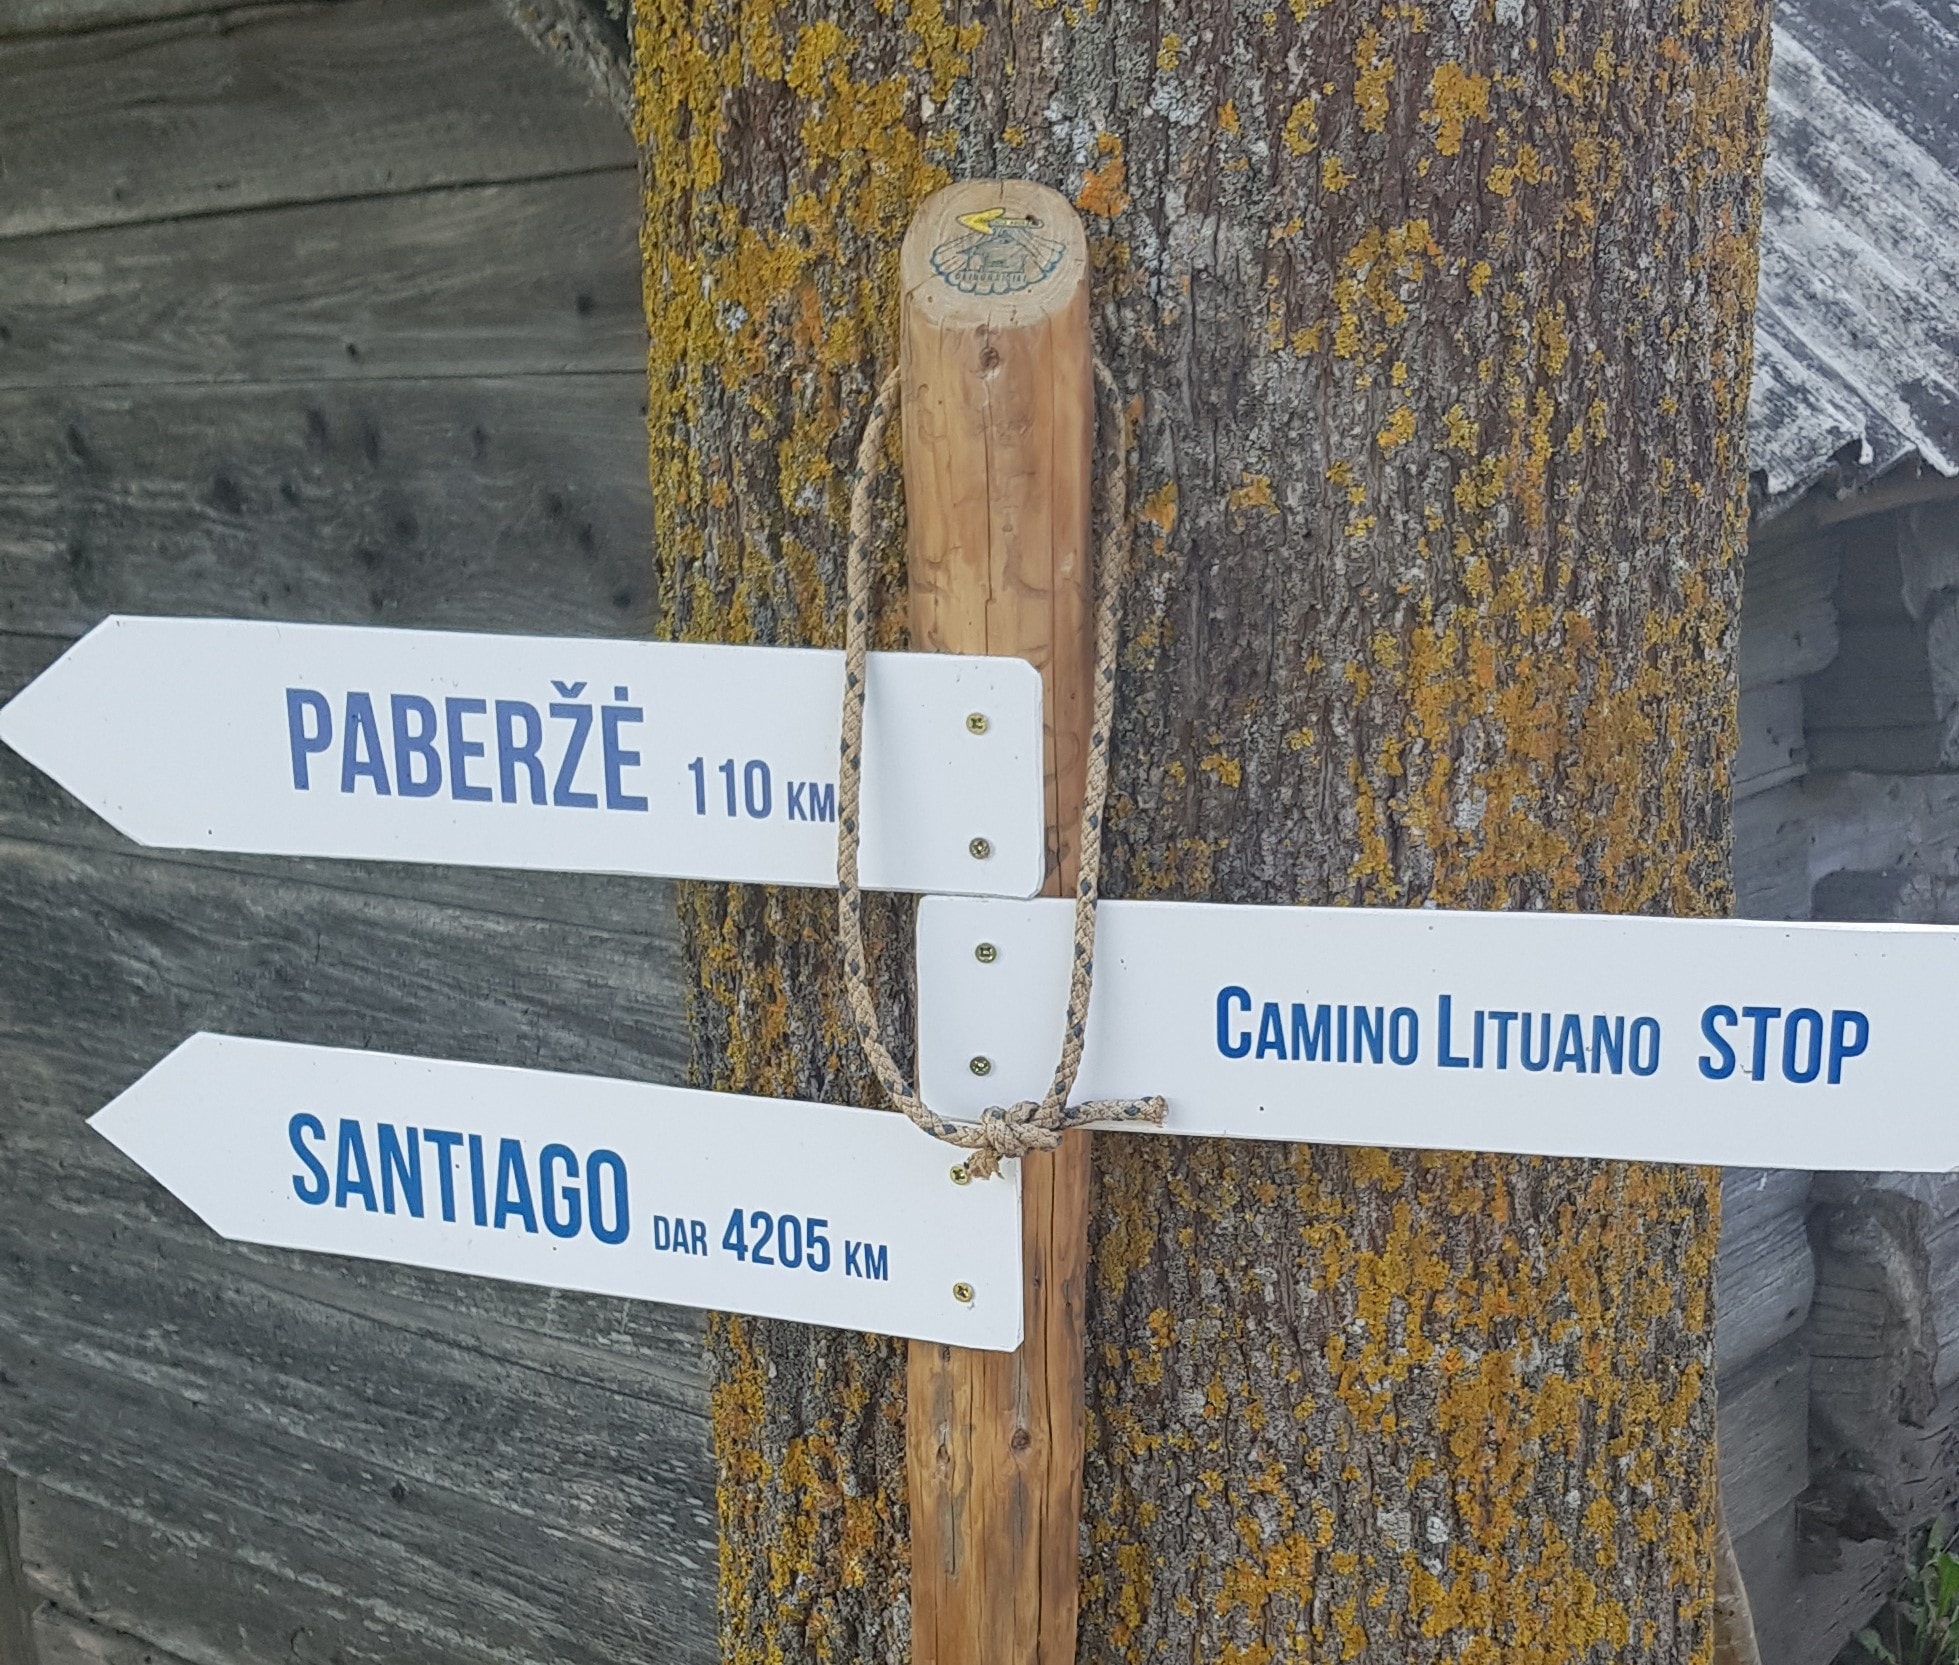 PABERŽĖ 110 KM
CAMINO LITUANO STOP
SANTIAGO DAR 4205 KM